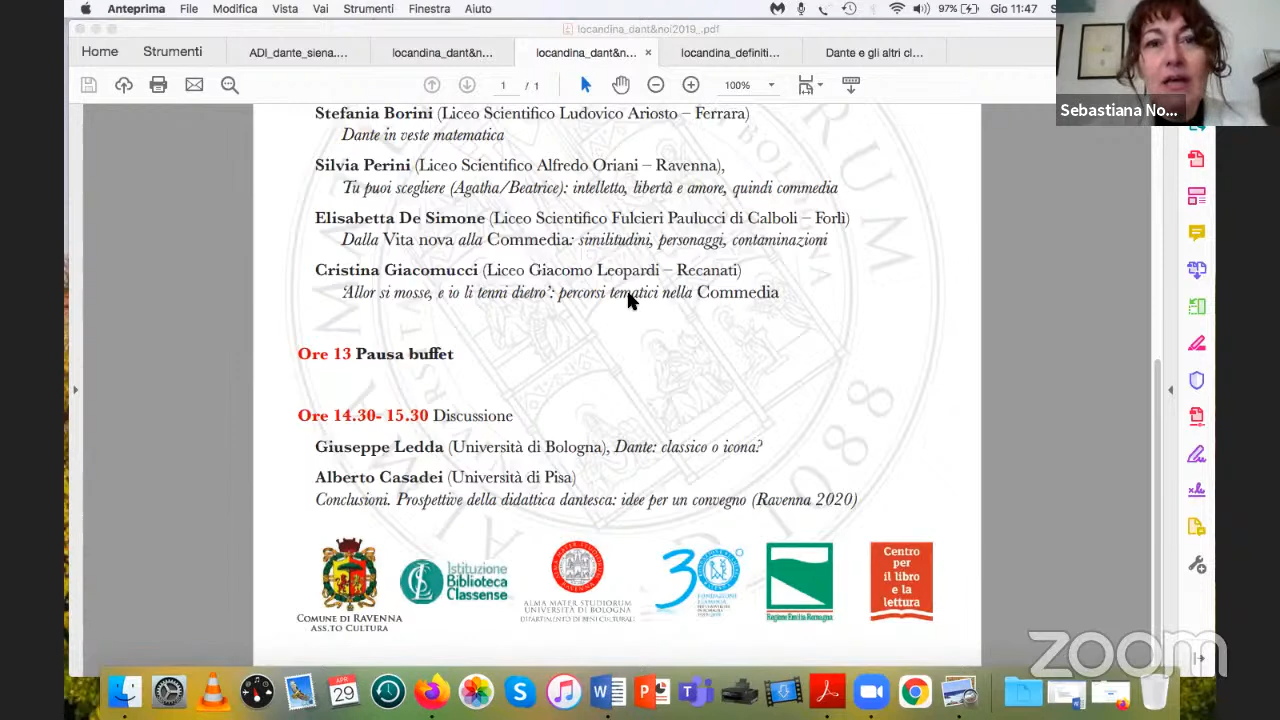 Anteprima File Modifica Vista Vai Strumenti Finestra Aiuto 97% Gio 11:47
locandina_dant&noi2019_.pdf
Home Strumenti ADI_dante_siena.... locandina_dant&n... locandina_dant&n... × locandina_definiti... Dante e gli altri cl...
1 / 1 100%
Sebastiana No...
Stefania Borini (Liceo Scientifico Ludovico Ariosto – Ferrara)
Dante in veste matematica
Silvia Perini (Liceo Scientifico Alfredo Oriani – Ravenna),
Tu puoi scegliere (Agatha/Beatrice): intelletto, libertà e amore, quindi commedia
Elisabetta De Simone (Liceo Scientifico Fulcieri Paulucci di Calboli – Forlì)
Dalla Vita nova alla Commedia: similitudini, personaggi, contaminazioni
Cristina Giacomucci (Liceo Giacomo Leopardi – Recanati)
'Allor si mosse, e io li tenni dietro': percorsi tematici nella Commedia
Ore 13 Pausa buffet
Ore 14.30- 15.30 Discussione
Giuseppe Ledda (Università di Bologna), Dante: classico o icona?
Alberto Casadei (Università di Pisa)
Conclusioni. Prospettive della didattica dantesca: idee per un convegno (Ravenna 2020)
Comune di Ravenna
Ass.to Cultura
Istituzione
Biblioteca
Classense
ALMA MATER STUDIORUM
UNIVERSITÀ DI BOLOGNA
DIPARTIMENTO DI BENI CULTURALI
30
Regione Emilia Romagna
Centro
per
il libro
e la
lettura
zoom
APR
29